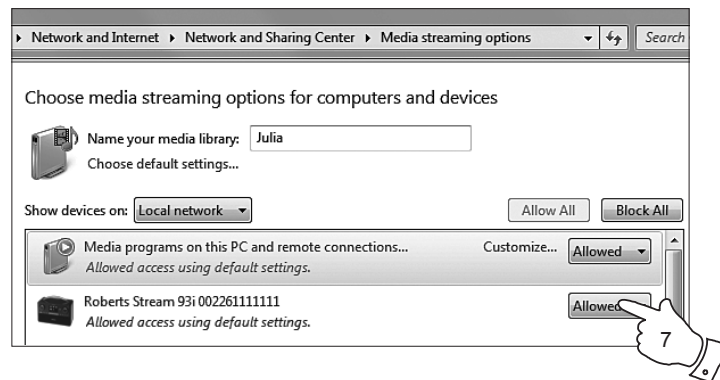 Network and Internet ▸ Network and Sharing Center ▸ Media streaming options Search
Choose media streaming options for computers and devices
Name your media library: Julia
Choose default settings...
Show devices on: Local network Allow All Block All
Media programs on this PC and remote connections... Customize... Allowed
Allowed access using default settings.
Roberts Stream 93i 002261111111 Allowed
Allowed access using default settings.
7